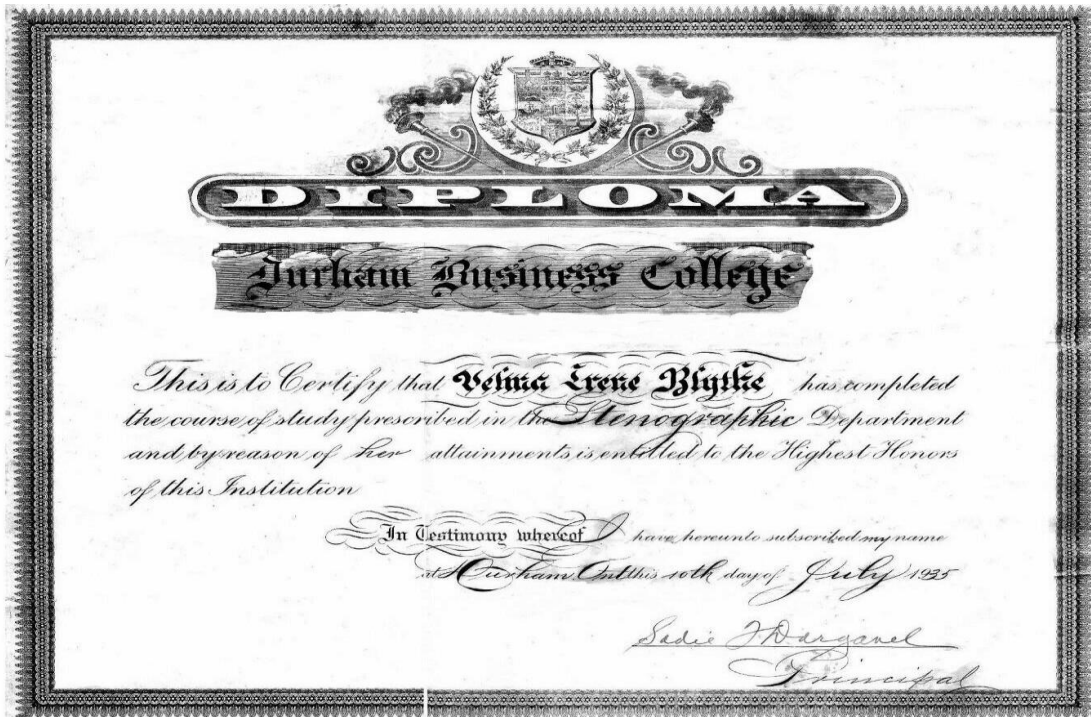 DIPLOMA
Durham Business College
This is to Certify that Velma Irene Blythe has completed
the course of study prescribed in the Stenographic Department
and by reason of her attainments is entitled to the Highest Honors
of this Institution
In Testimony whereof I have hereunto subscribed my name
at Durham, Ont this 10th day of July 1935
Sadie J Dargavel
Principal